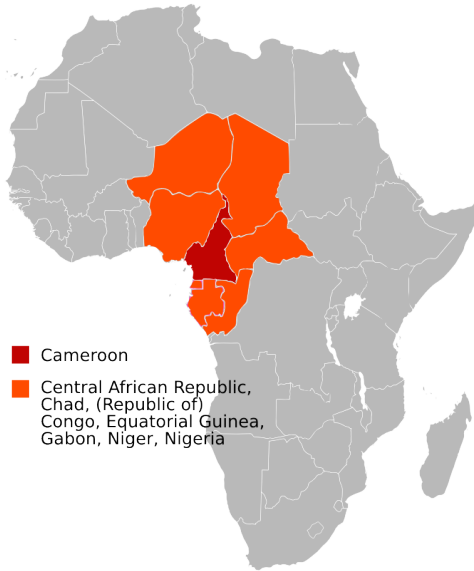 Cameroon
Central African Republic,
Chad, (Republic of)
Congo, Equatorial Guinea,
Gabon, Niger, Nigeria